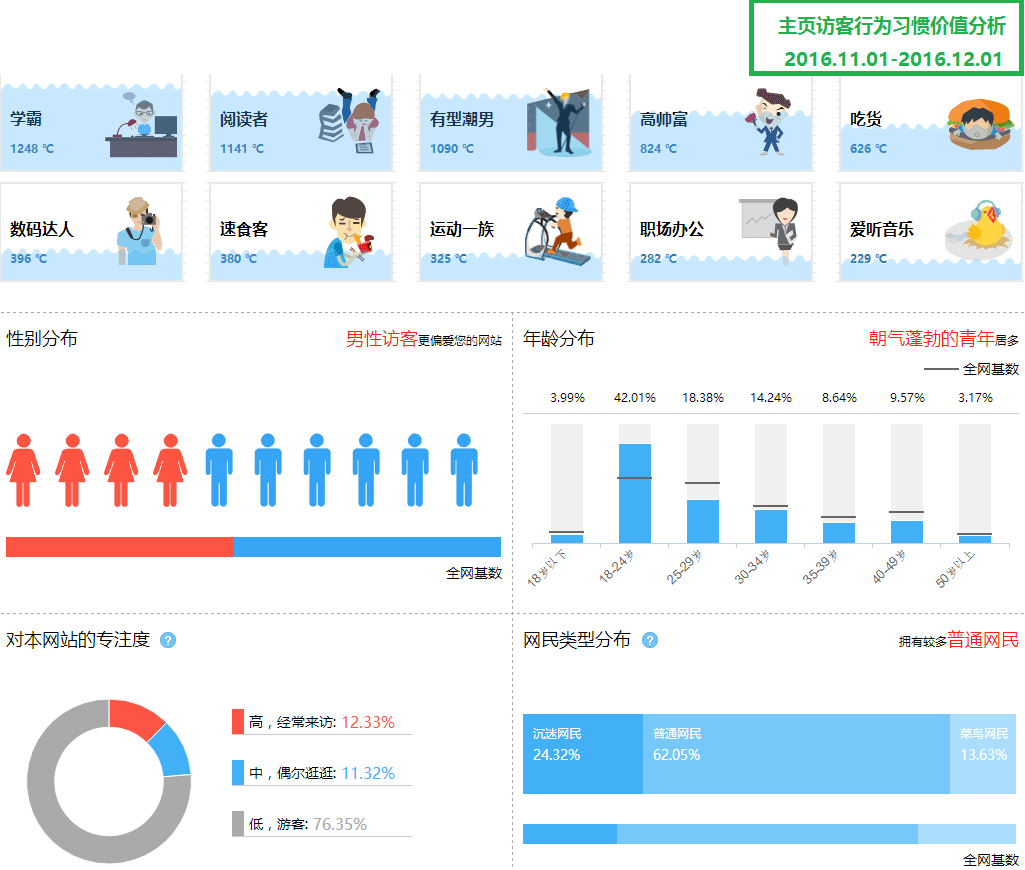 主页访客行为习惯价值分析
2016.11.01-2016.12.01
学霸
1248 ℃
阅读者
1141 ℃
有型潮男
1090 ℃
高帅富
824 ℃
吃货
626 ℃
数码达人
396 ℃
速食客
380 ℃
运动一族
325 ℃
职场办公
282 ℃
爱听音乐
229 ℃
性别分布
男性访客更偏爱您的网站
全网基数
年龄分布
朝气蓬勃的青年居多
全网基数
3.99% 42.01% 18.38% 14.24% 8.64% 9.57% 3.17%
18岁以下 18-24岁 25-29岁 30-34岁 35-39岁 40-49岁 50岁以上
对本网站的专注度 ?
高，经常来访: 12.33%
中，偶尔逛逛: 11.32%
低，游客: 76.35%
网民类型分布 ?
拥有较多普通网民
沉迷网民
24.32%
普通网民
62.05%
菜鸟网民
13.63%
全网基数